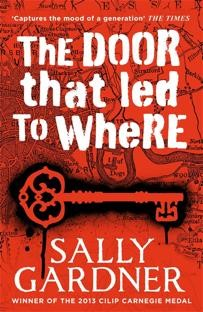 'Captures the mood of a generation' THE TIMES
The DOOR
that led
To WheRE
SALLY
GARDNER
WINNER OF THE 2013 CILIP CARNEGIE MEDAL